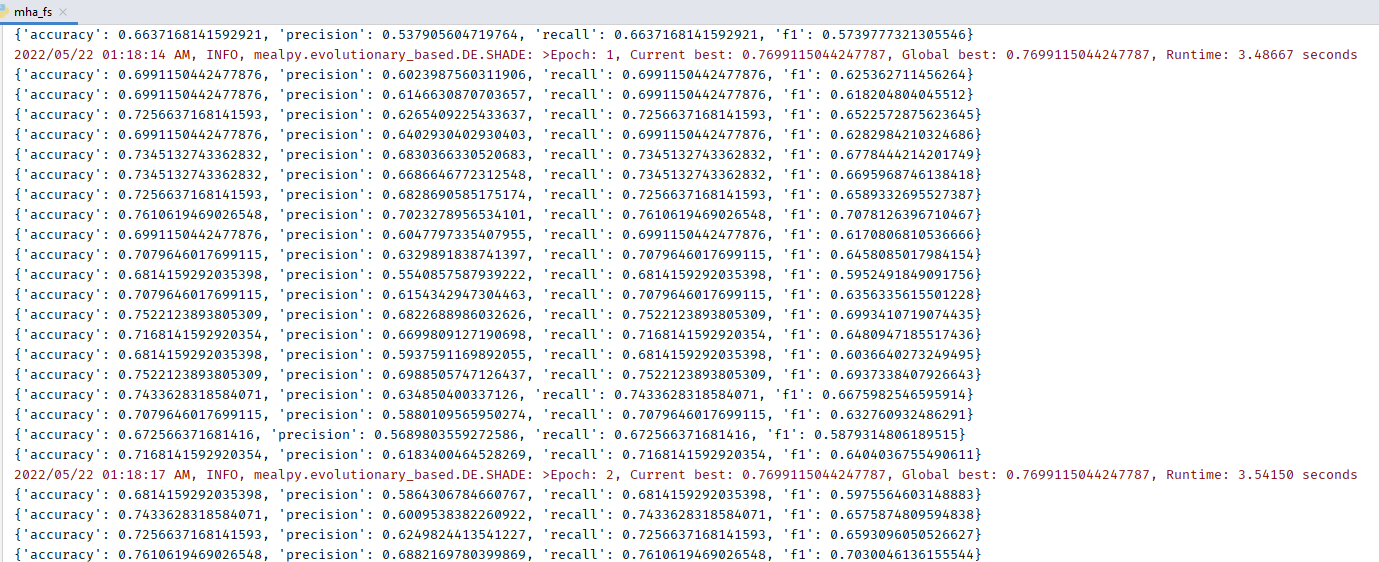 mha_fs
{'accuracy': 0.6637168141592921, 'precision': 0.537905604719764, 'recall': 0.6637168141592921, 'f1': 0.5739777321305546}
2022/05/22 01:18:14 AM, INFO, mealpy.evolutionary_based.DE.SHADE: >Epoch: 1, Current best: 0.7699115044247787, Global best: 0.7699115044247787, Runtime: 3.48667 seconds
{'accuracy': 0.6991150442477876, 'precision': 0.6023987560311906, 'recall': 0.6991150442477876, 'f1': 0.625362711456264}
{'accuracy': 0.6991150442477876, 'precision': 0.6146630870703657, 'recall': 0.6991150442477876, 'f1': 0.618204804045512}
{'accuracy': 0.7256637168141593, 'precision': 0.6265409225433637, 'recall': 0.7256637168141593, 'f1': 0.6522572875623645}
{'accuracy': 0.6991150442477876, 'precision': 0.6402930402930403, 'recall': 0.6991150442477876, 'f1': 0.6282984210324686}
{'accuracy': 0.7345132743362832, 'precision': 0.6830366330520683, 'recall': 0.7345132743362832, 'f1': 0.6778444214201749}
{'accuracy': 0.7345132743362832, 'precision': 0.6686646772312548, 'recall': 0.7345132743362832, 'f1': 0.6695968746138418}
{'accuracy': 0.7256637168141593, 'precision': 0.6828690585175174, 'recall': 0.7256637168141593, 'f1': 0.6589332695527387}
{'accuracy': 0.7610619469026548, 'precision': 0.7023278956534101, 'recall': 0.7610619469026548, 'f1': 0.7078126396710467}
{'accuracy': 0.6991150442477876, 'precision': 0.6047797335407955, 'recall': 0.6991150442477876, 'f1': 0.6170806810536666}
{'accuracy': 0.7079646017699115, 'precision': 0.6329891838741397, 'recall': 0.7079646017699115, 'f1': 0.6458085017984154}
{'accuracy': 0.6814159292035398, 'precision': 0.5540857587939222, 'recall': 0.6814159292035398, 'f1': 0.5952491849091756}
{'accuracy': 0.7079646017699115, 'precision': 0.6154342947304463, 'recall': 0.7079646017699115, 'f1': 0.6356335615501228}
{'accuracy': 0.7522123893805309, 'precision': 0.6822688986032626, 'recall': 0.7522123893805309, 'f1': 0.6993410719074435}
{'accuracy': 0.7168141592920354, 'precision': 0.6699809127190698, 'recall': 0.7168141592920354, 'f1': 0.6480947185517436}
{'accuracy': 0.6814159292035398, 'precision': 0.5937591169892055, 'recall': 0.6814159292035398, 'f1': 0.6036640273249495}
{'accuracy': 0.7522123893805309, 'precision': 0.6988505747126437, 'recall': 0.7522123893805309, 'f1': 0.6937338407926643}
{'accuracy': 0.7433628318584071, 'precision': 0.634850400337126, 'recall': 0.7433628318584071, 'f1': 0.6675982546595914}
{'accuracy': 0.7079646017699115, 'precision': 0.5880109565950274, 'recall': 0.7079646017699115, 'f1': 0.632760932486291}
{'accuracy': 0.672566371681416, 'precision': 0.5689803559272586, 'recall': 0.672566371681416, 'f1': 0.5879314806189515}
{'accuracy': 0.7168141592920354, 'precision': 0.6183400464528269, 'recall': 0.7168141592920354, 'f1': 0.6404036755490611}
2022/05/22 01:18:17 AM, INFO, mealpy.evolutionary_based.DE.SHADE: >Epoch: 2, Current best: 0.7699115044247787, Global best: 0.7699115044247787, Runtime: 3.54150 seconds
{'accuracy': 0.6814159292035398, 'precision': 0.5864306784660767, 'recall': 0.6814159292035398, 'f1': 0.59755646031488​83}
{'accuracy': 0.7433628318584071, 'precision': 0.6009538382260922, 'recall': 0.7433628318584071, 'f1': 0.6575874809594838}
{'accuracy': 0.7256637168141593, 'precision': 0.6249824413541227, 'recall': 0.7256637168141593, 'f1': 0.6593096050526627}
{'accuracy': 0.7610619469026548, 'precision': 0.6882169780399869, 'recall': 0.7610619469026548, 'f1': 0.7030046136155544}